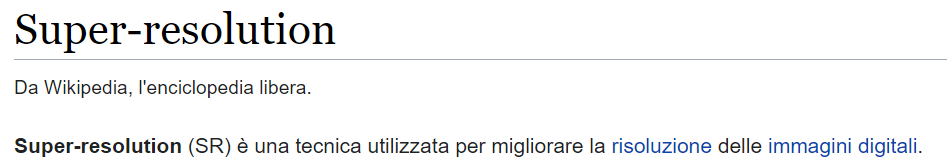 Super-resolution
Da Wikipedia, l'enciclopedia libera.
Super-resolution (SR) è una tecnica utilizzata per migliorare la risoluzione delle immagini digitali.